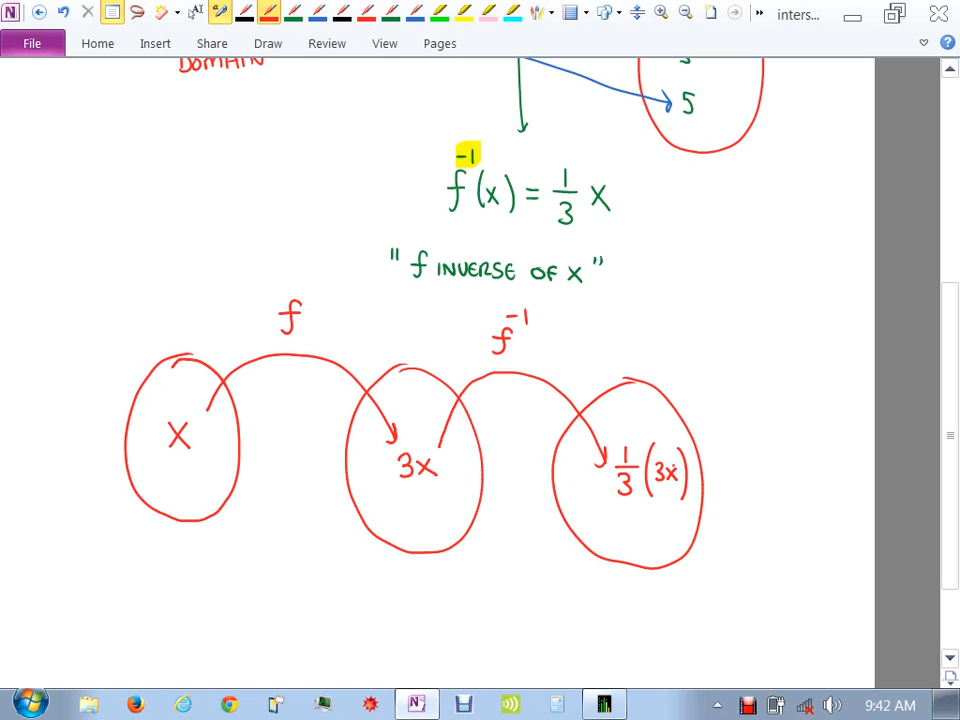 inters...
File Home Insert Share Draw Review View Pages
DOMAIN
5
-1
f(x) = 1/3 x
" f INVERSE OF x "
f
f -1
x
3x
1/3 (3x)
9:42 AM